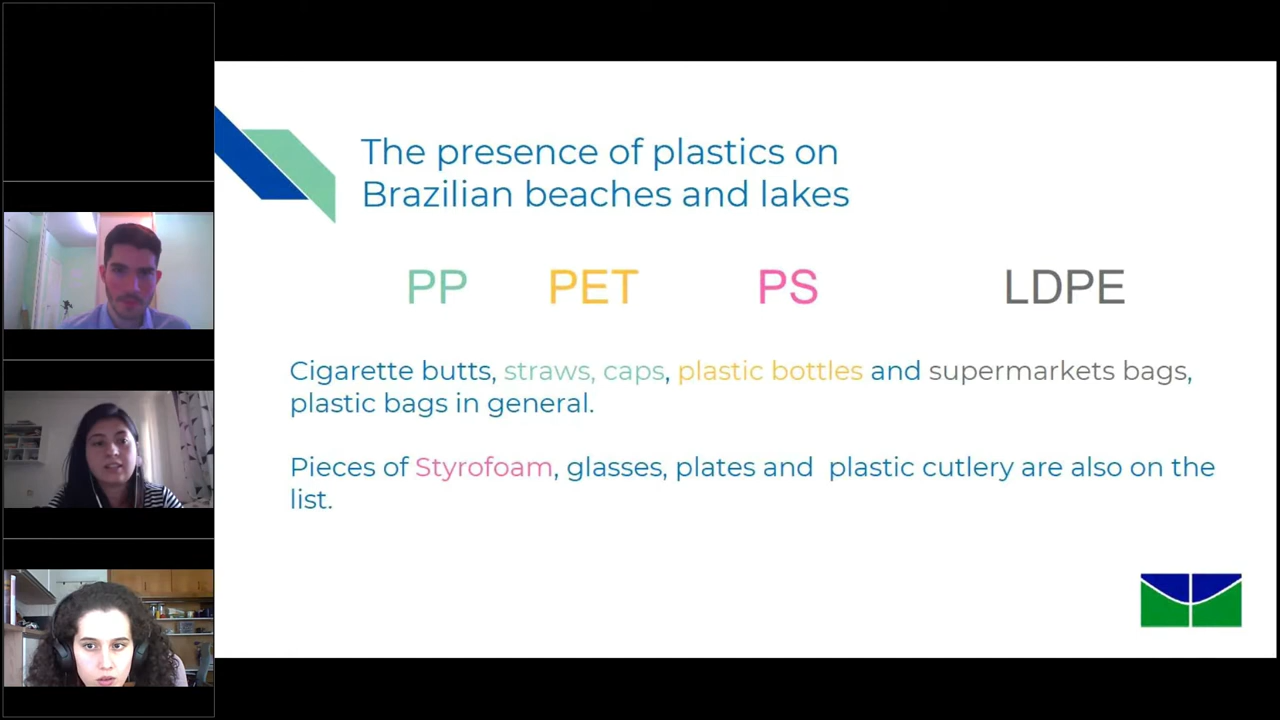 The presence of plastics on
Brazilian beaches and lakes
PP PET PS LDPE
Cigarette butts, straws, caps, plastic bottles and supermarkets bags,
plastic bags in general.
Pieces of Styrofoam, glasses, plates and plastic cutlery are also on the
list.